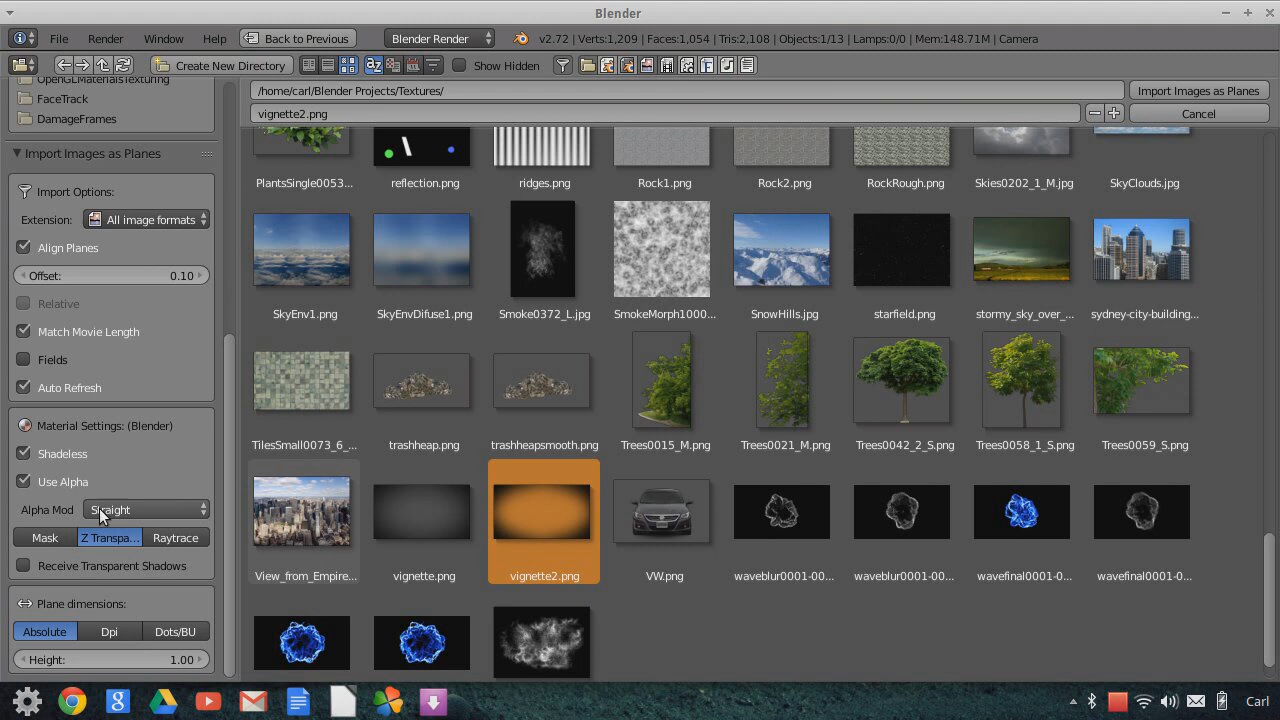 Blender
File Render Window Help Back to Previous Blender Render v2.72 | Verts:1,209 | Faces:1,054 | Tris:2,108 | Objects:1/13 | Lamps:0/0 | Mem:148.71M | Camera
Create New Directory Show Hidden
OpenGLMaterialsTexturing
FaceTrack
DamageFrames
/home/carl/Blender Projects/Textures/ Import Images as Planes
vignette2.png Cancel
Import Images as Planes
Import Options:
Extension: All image formats
Align Planes
Offset: 0.10
Relative
Match Movie Length
Fields
Auto Refresh
Material Settings: (Blender)
Shadeless
Use Alpha
Alpha Mod Straight
Mask Z Transpa... Raytrace
Receive Transparent Shadows
Plane dimensions:
Absolute Dpi Dots/BU
Height: 1.00
PlantsSingle0053... reflection.png ridges.png Rock1.png Rock2.png RockRough.png Skies0202_1_M.jpg SkyClouds.jpg
SkyEnv1.png SkyEnvDifuse1.png Smoke0372_L.jpg SmokeMorph1000... SnowHills.jpg starfield.png stormy_sky_over_... sydney-city-building...
TilesSmall0073_6_... trashheap.png trashheapsmooth.png Trees0015_M.png Trees0021_M.png Trees0042_2_S.png Trees0058_1_S.png Trees0059_S.png
View_from_Empire... vignette.png vignette2.png VW.png waveblur0001-00... waveblur0001-00... wavefinal0001-0... wavefinal0001-0...
Carl